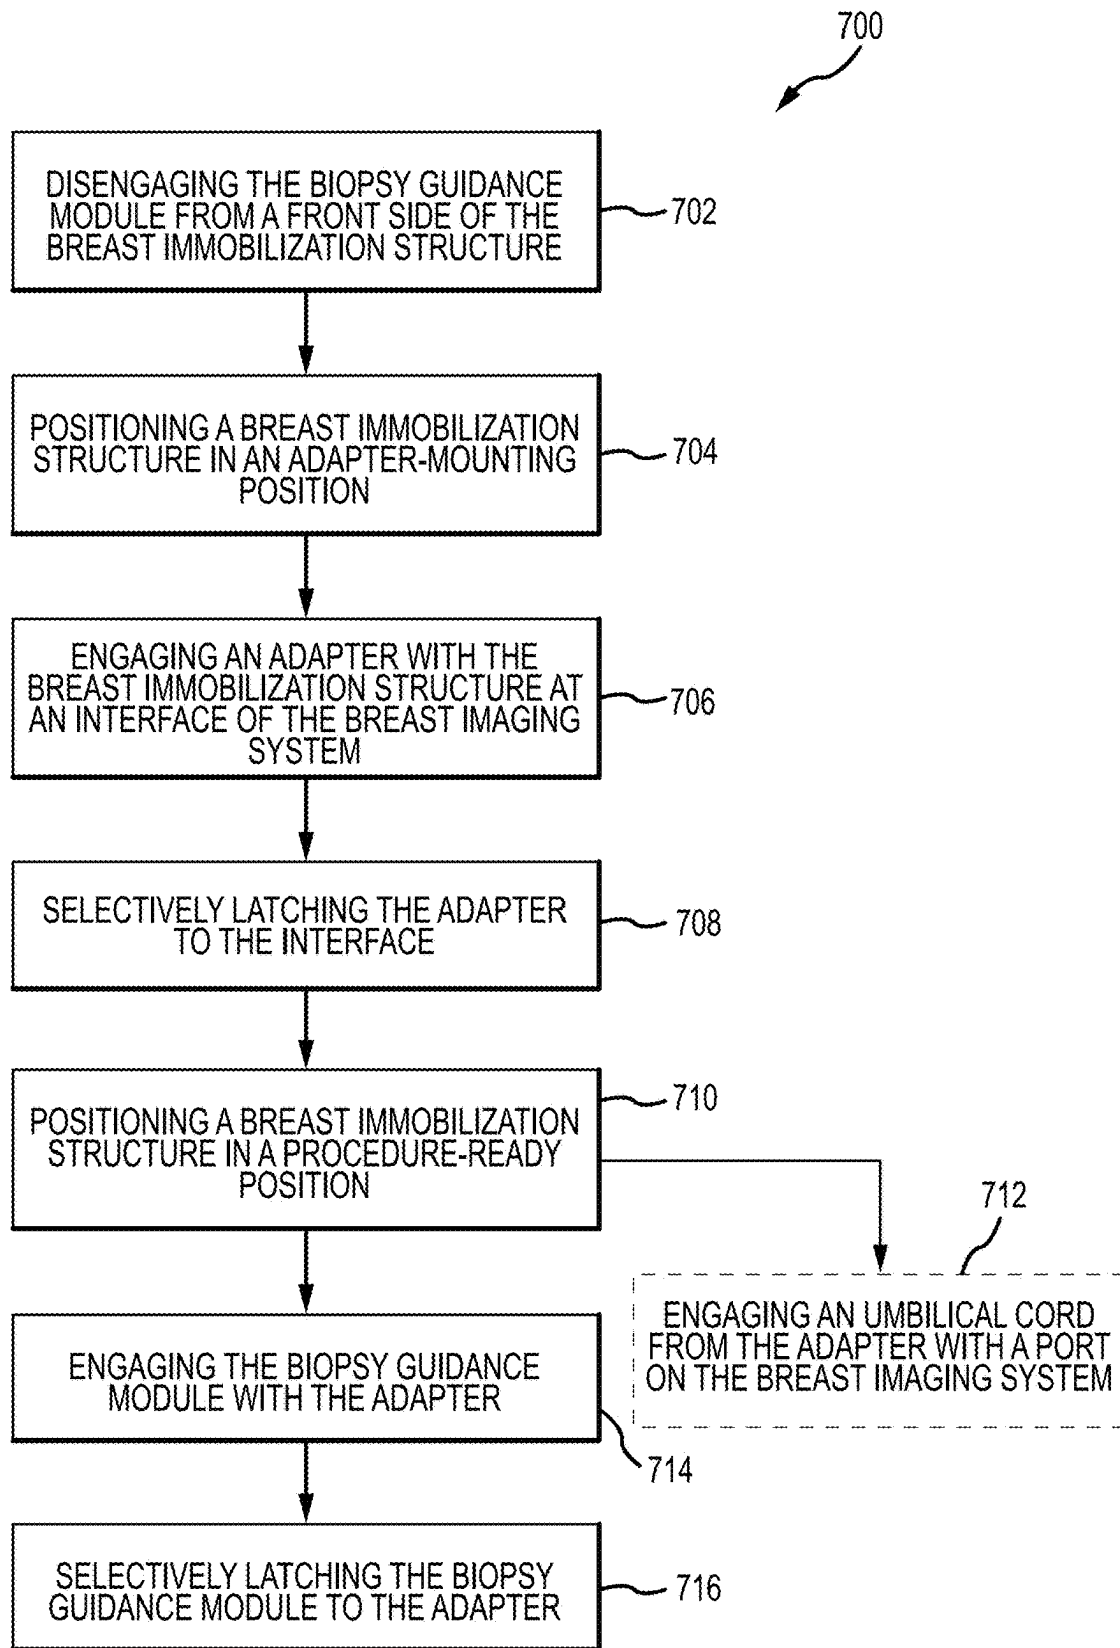 700
DISENGAGING THE BIOPSY GUIDANCE
MODULE FROM A FRONT SIDE OF THE
BREAST IMMOBILIZATION STRUCTURE
702
POSITIONING A BREAST IMMOBILIZATION
STRUCTURE IN AN ADAPTER-MOUNTING
POSITION
704
ENGAGING AN ADAPTER WITH THE
BREAST IMMOBILIZATION STRUCTURE AT
AN INTERFACE OF THE BREAST IMAGING
SYSTEM
706
SELECTIVELY LATCHING THE ADAPTER
TO THE INTERFACE
708
POSITIONING A BREAST IMMOBILIZATION
STRUCTURE IN A PROCEDURE-READY
POSITION
710
712
ENGAGING AN UMBILICAL CORD
FROM THE ADAPTER WITH A PORT
ON THE BREAST IMAGING SYSTEM
ENGAGING THE BIOPSY GUIDANCE
MODULE WITH THE ADAPTER
714
SELECTIVELY LATCHING THE BIOPSY
GUIDANCE MODULE TO THE ADAPTER
716